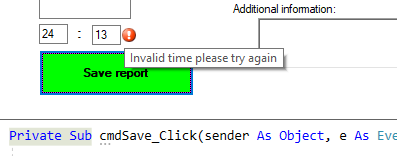 Additional information:
24 : 13
Invalid time please try again
Save report
Private Sub cmdSave_Click(sender As Object, e As Eve